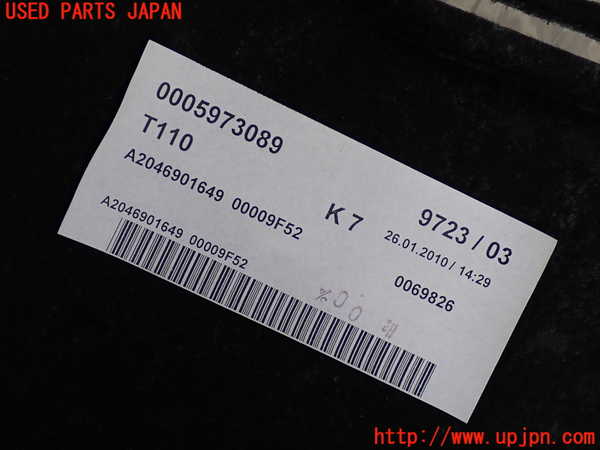 USED PARTS JAPAN
0005973089
T110
A2046901649 00009F52
K 7
9723 / 03
26.01.2010 / 14:29
0069826
A2046901649 00009F52
http://www.upjpn.com/